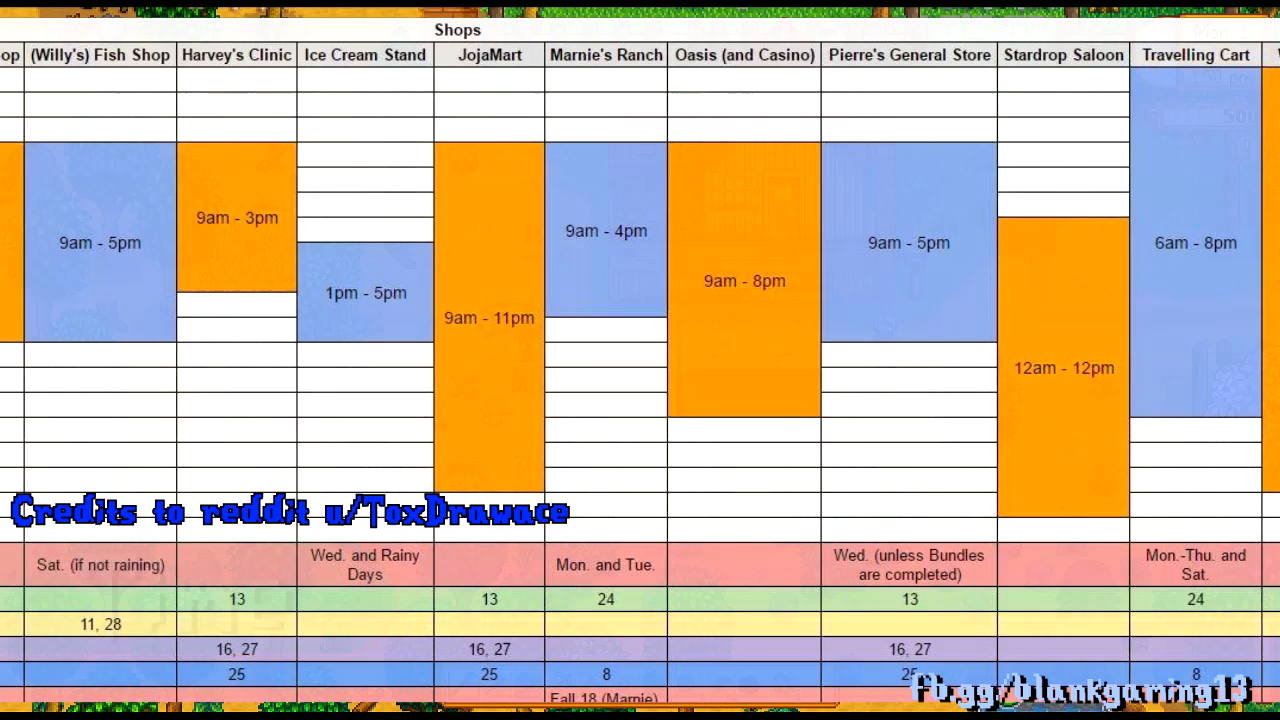 Shops
op (Willy's) Fish Shop Harvey's Clinic Ice Cream Stand JojaMart Marnie's Ranch Oasis (and Casino) Pierre's General Store Stardrop Saloon Travelling Cart
9am - 5pm 9am - 3pm 1pm - 5pm 9am - 11pm 9am - 4pm 9am - 8pm 9am - 5pm 12am - 12pm 6am - 8pm
Credits to reddit u/ToxDrawace
Sat. (if not raining) Wed. and Rainy Mon. and Tue. Wed. (unless Bundles Mon.-Thu. and
Days are completed) Sat.
13 13 24 13 24
11, 28
16, 27 16, 27 16, 27
25 25 8 25 8
Fall 18 (Marnie)
fb.gg/blankgaming13